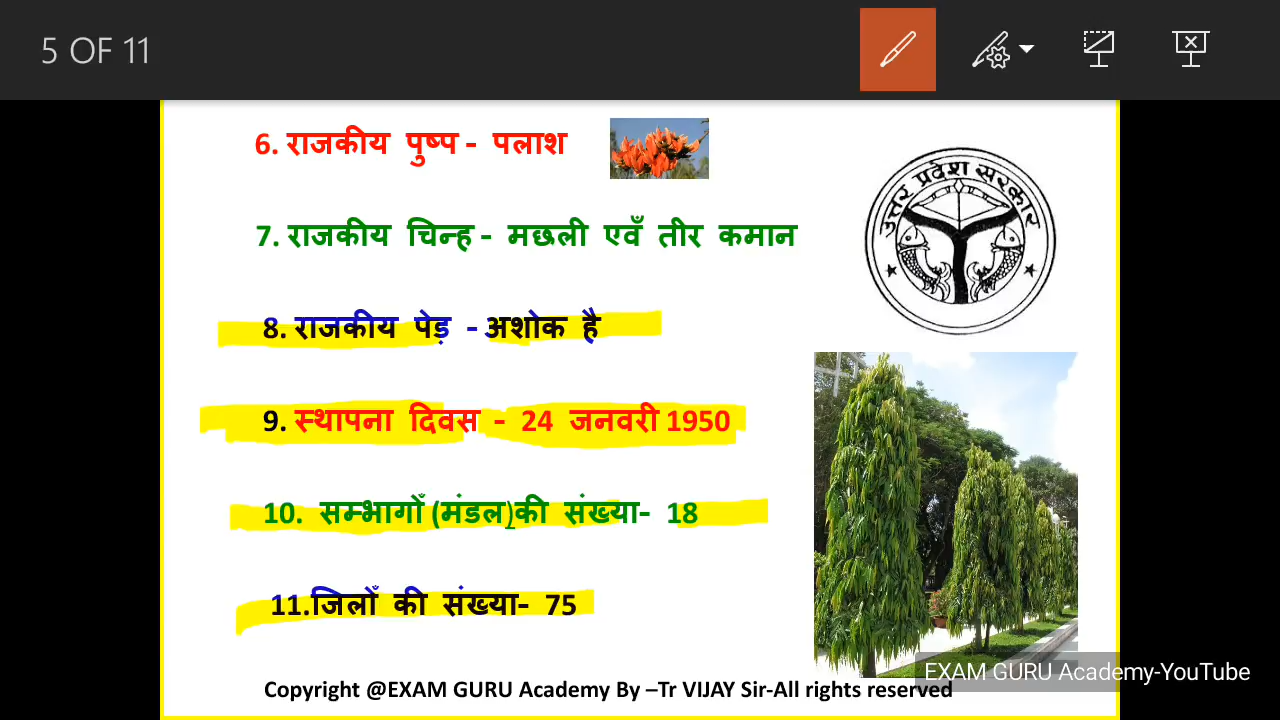 5 OF 11
6. राजकीय पुष्प - पलाश
उत्तर प्रदेश सरकार
7. राजकीय चिन्ह - मछली एवँ तीर कमान
8. राजकीय पेड़ - अशोक है
9. स्थापना दिवस - 24 जनवरी 1950
10. सम्भागोँ (मंडल)की संख्या- 18
11.जिलोँ की संख्या- 75
EXAM GURU Academy-YouTube
Copyright @EXAM GURU Academy By –Tr VIJAY Sir-All rights reserved